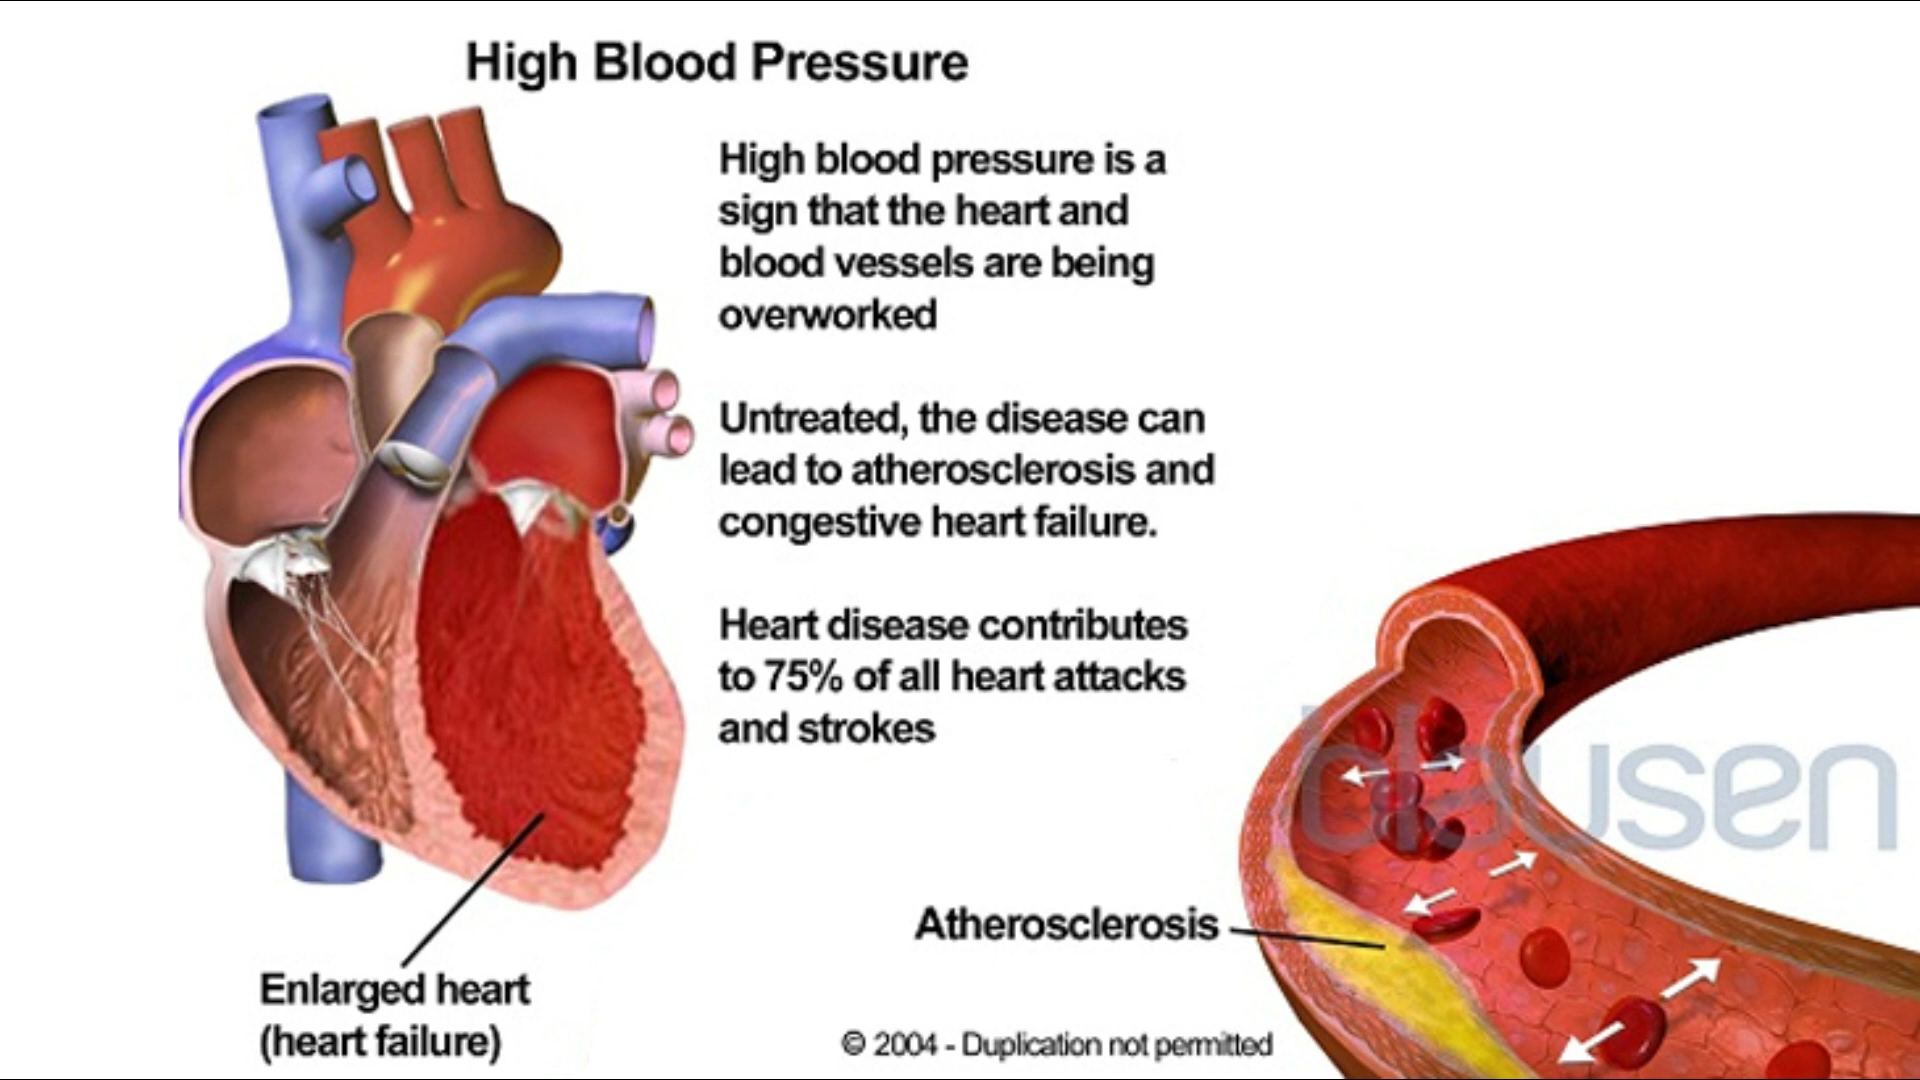 High Blood Pressure
High blood pressure is a
sign that the heart and
blood vessels are being
overworked
Untreated, the disease can
lead to atherosclerosis and
congestive heart failure.
Heart disease contributes
to 75% of all heart attacks
and strokes
blausen
Atherosclerosis
Enlarged heart
(heart failure)
© 2004 - Duplication not permitted